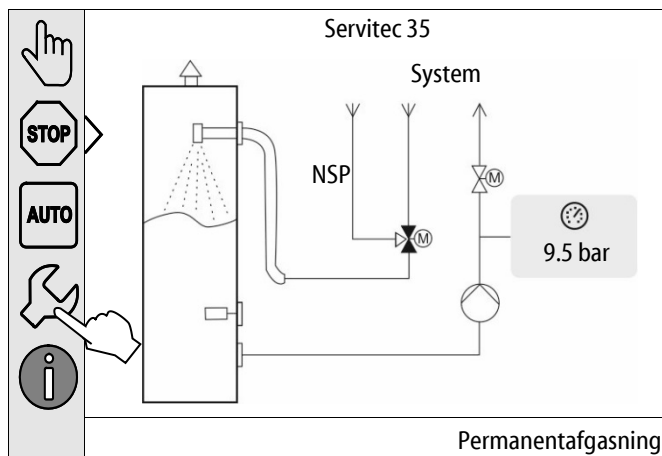 Servitec 35
System
STOP
NSP
M
AUTO
M
9.5 bar
i
Permanentafgasning